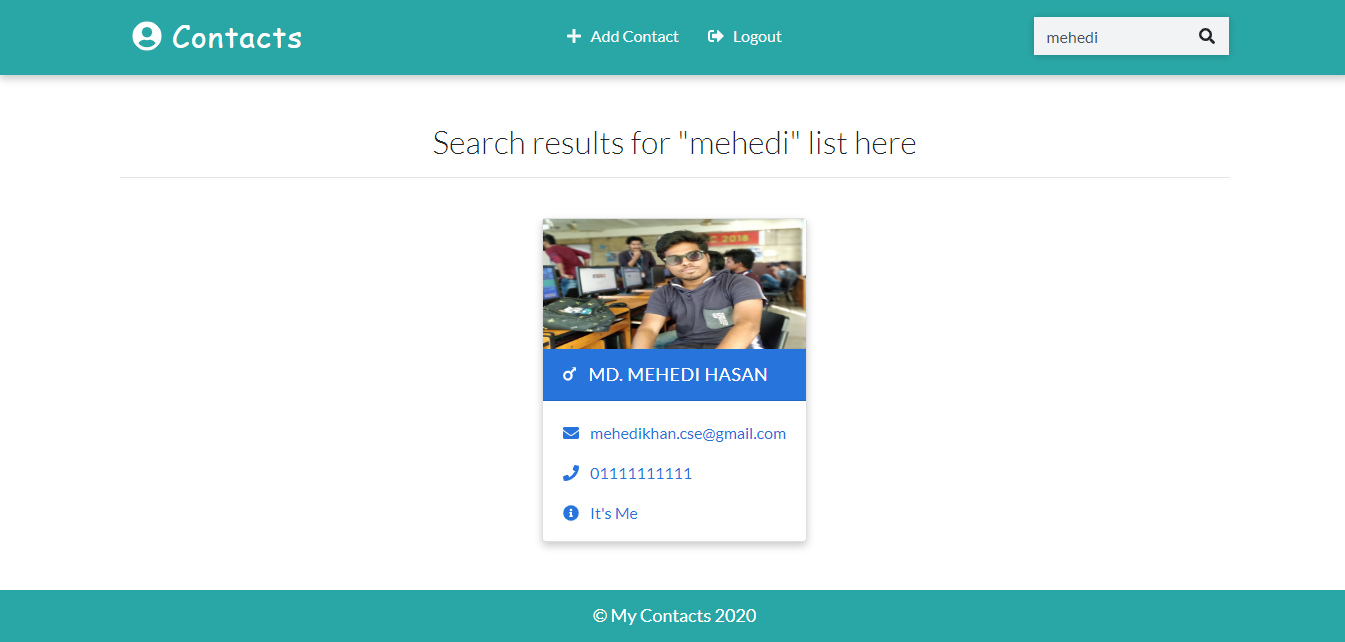 Contacts
Add Contact
Logout
mehedi
Search results for "mehedi" list here
C 2018
MD. MEHEDI HASAN
mehedikhan.cse@gmail.com
01111111111
It's Me
© My Contacts 2020